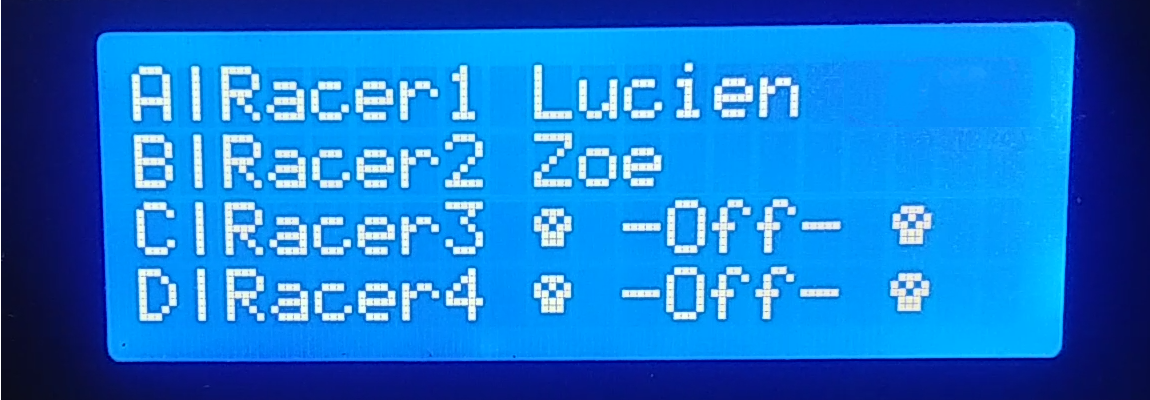 A|Racer1 Lucien
B|Racer2 Zoe
C|Racer3 💀 -Off- 💀
D|Racer4 💀 -Off- 💀